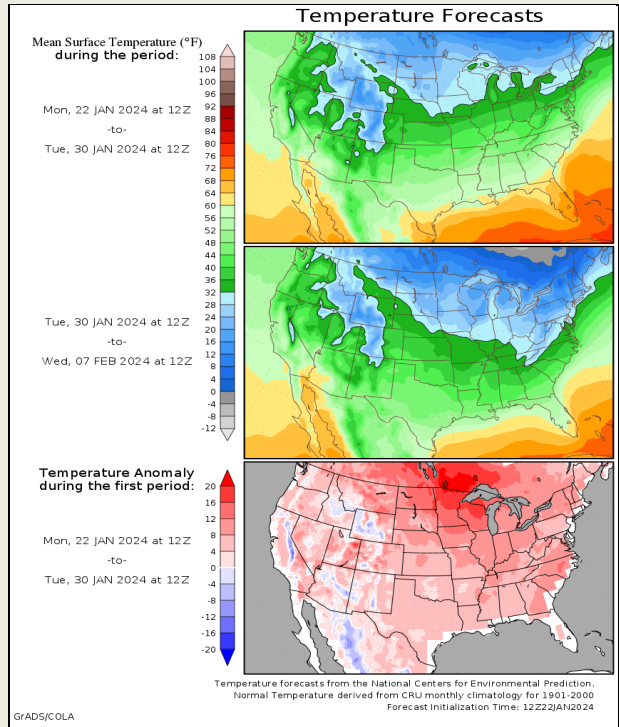 Temperature Forecasts
Mean Surface Temperature (°F)
during the period:
108
104
100
96
92
88
84
80
76
72
68
64
60
56
52
48
44
40
36
32
28
24
20
16
12
8
4
0
-4
-8
-12
Mon, 22 JAN 2024 at 12Z
-to-
Tue, 30 JAN 2024 at 12Z
Tue, 30 JAN 2024 at 12Z
-to-
Wed, 07 FEB 2024 at 12Z
Temperature Anomaly
during the first period:
20
16
12
8
4
0
-4
-8
-12
-16
-20
Mon, 22 JAN 2024 at 12Z
-to-
Tue, 30 JAN 2024 at 12Z
Temperature forecasts from the National Centers for Environmental Prediction.
Normal Temperature derived from CRU monthly climatology for 1901-2000
Forecast Initialization Time: 12Z22JAN2024
GrADS/COLA